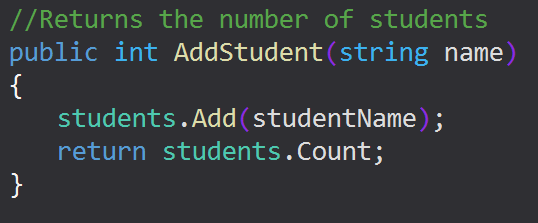 //Returns the number of students
public int AddStudent(string name)
{
    students.Add(studentName);
    return students.Count;
}